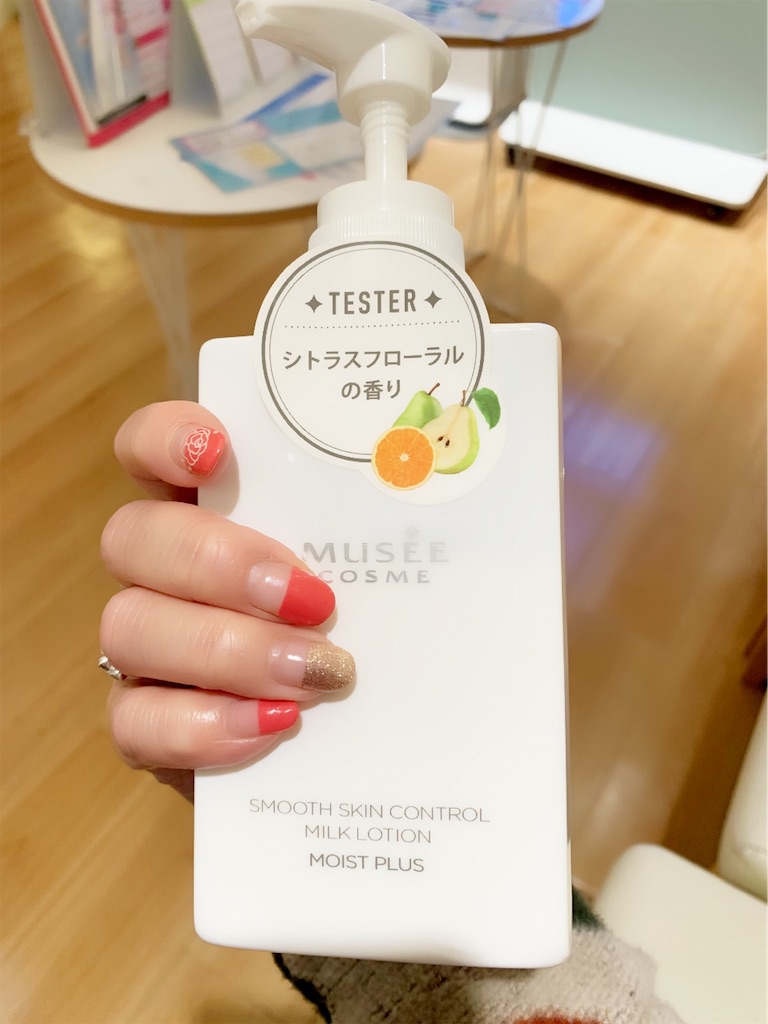 ✦TESTER✦
シトラスフローラル
の香り
MUSÉE
COSME
SMOOTH SKIN CONTROL
MILK LOTION
MOIST PLUS